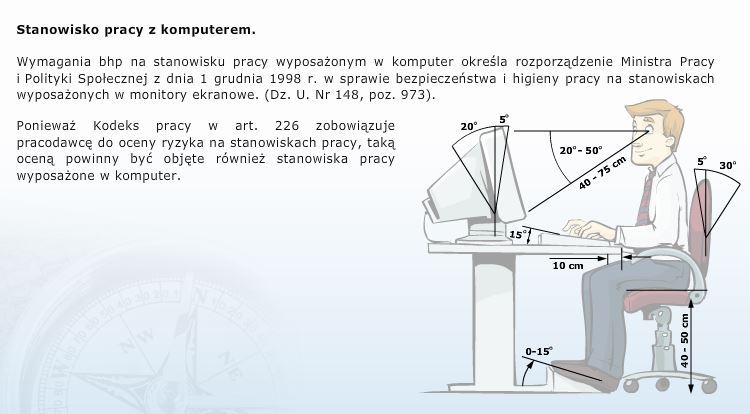 Stanowisko pracy z komputerem.
Wymagania bhp na stanowisku pracy wyposażonym w komputer określa rozporządzenie Ministra Pracy
i Polityki Społecznej z dnia 1 grudnia 1998 r. w sprawie bezpieczeństwa i higieny pracy na stanowiskach
wyposażonych w monitory ekranowe. (Dz. U. Nr 148, poz. 973).
Ponieważ Kodeks pracy w art. 226 zobowiązuje
pracodawcę do oceny ryzyka na stanowiskach pracy, taką
oceną powinny być objęte również stanowiska pracy
wyposażone w komputer.
20° 5°
20°- 50°
40 - 75 cm
5° 30°
15°
10 cm
40 - 50 cm
0-15°
NW
N
NE
W